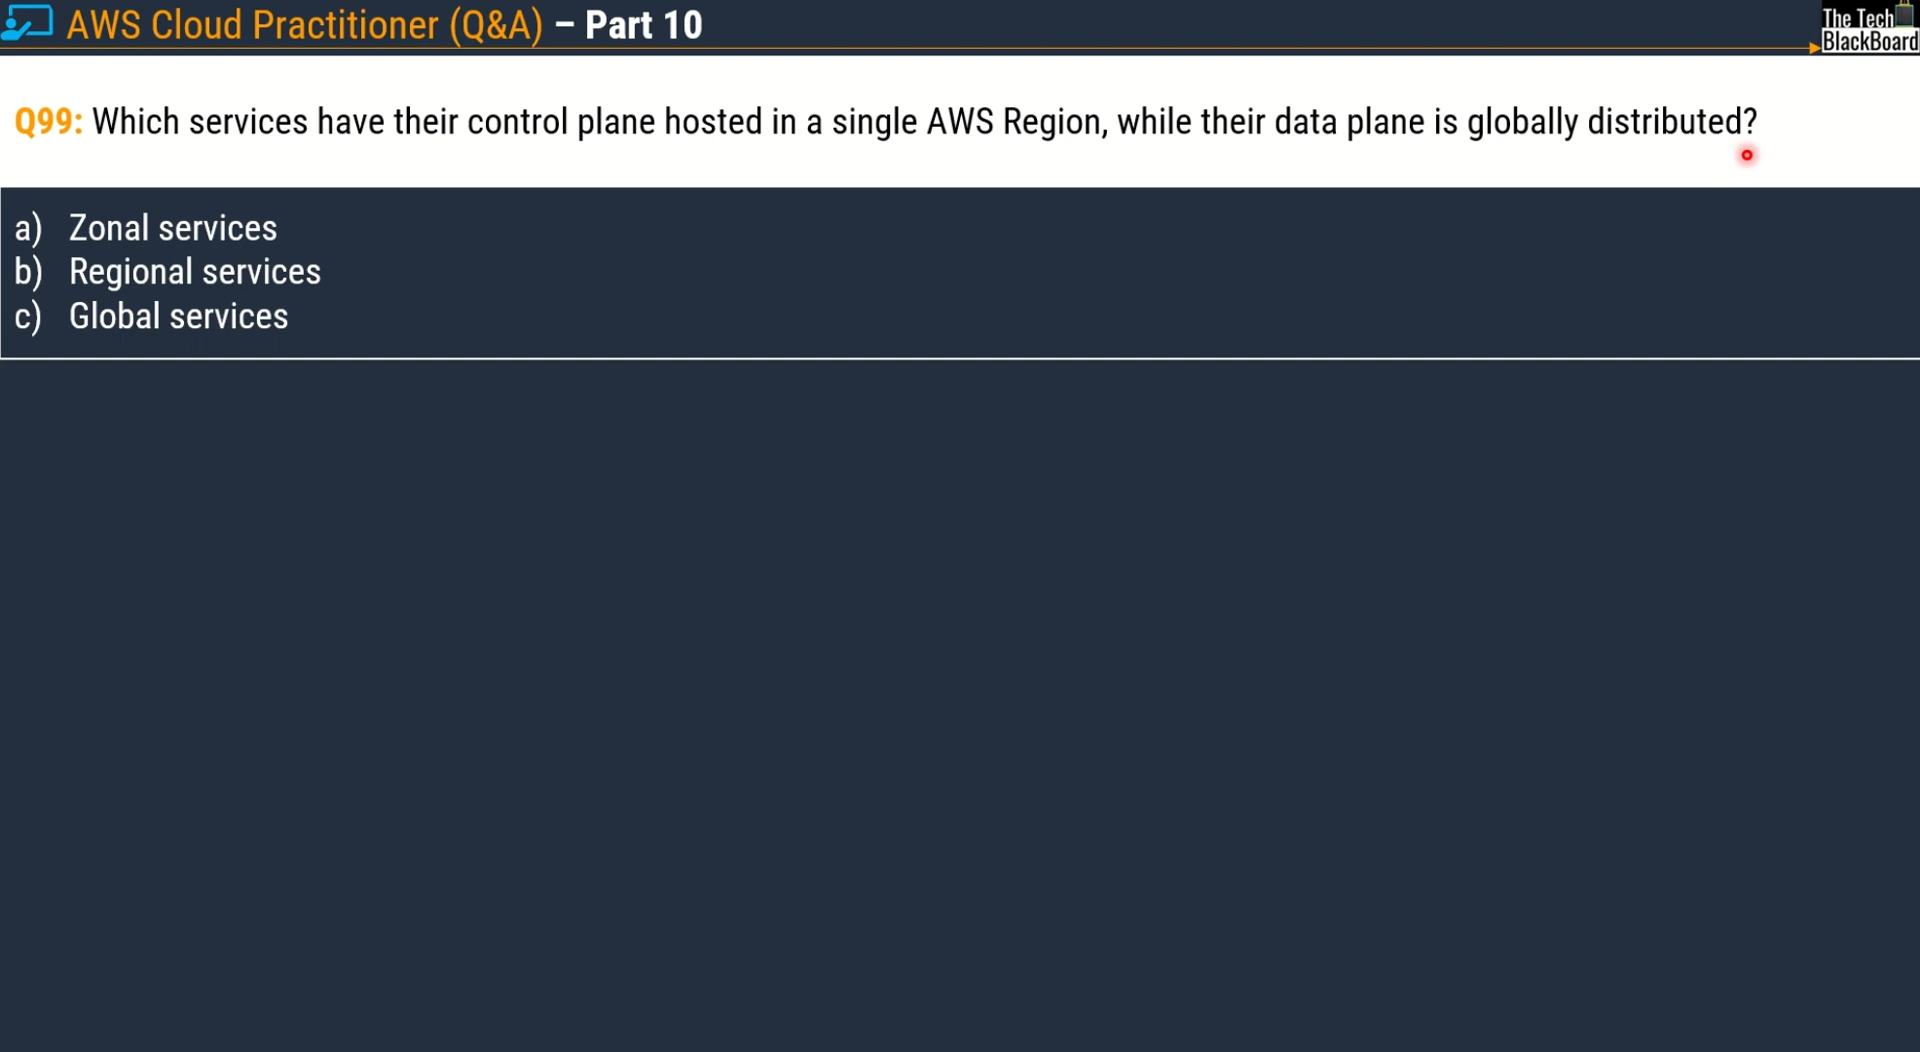 AWS Cloud Practitioner (Q&A) – Part 10
The Tech
BlackBoard
Q99: Which services have their control plane hosted in a single AWS Region, while their data plane is globally distributed?
a) Zonal services
b) Regional services
c) Global services